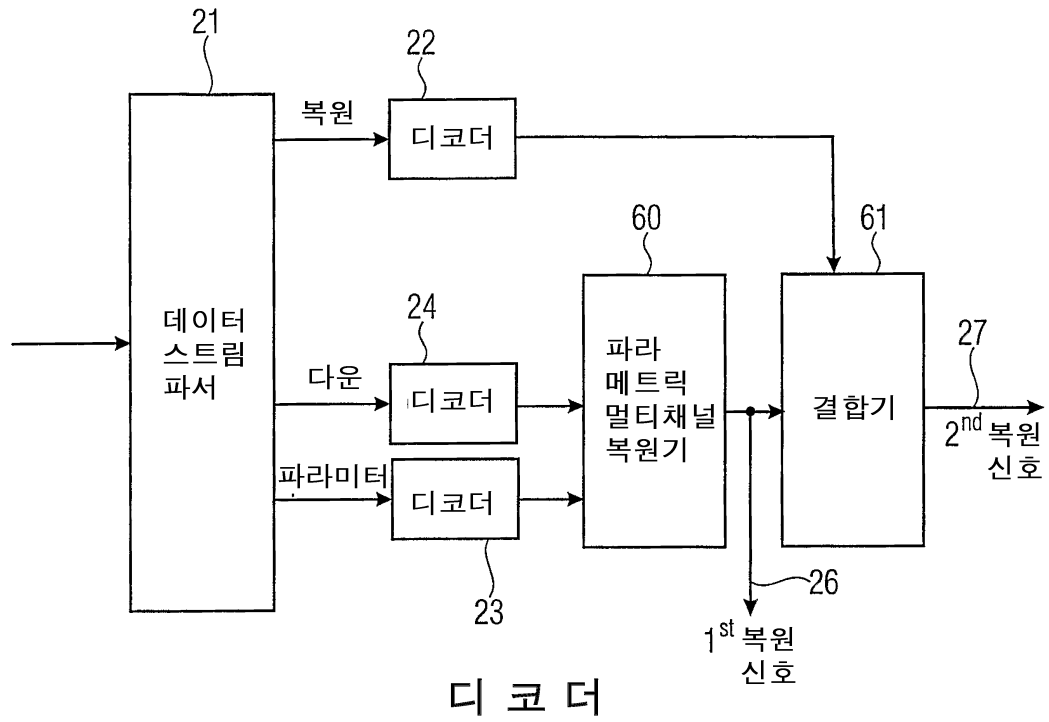 21
22
복원
디코더
60
61
데이터
스트림
파서
24
다운
디코더
파라
메트릭
멀티채널
복원기
결합기
27
2nd 복원
신호
파라미터
디코더
23
26
1st 복원
신호
디 코 더